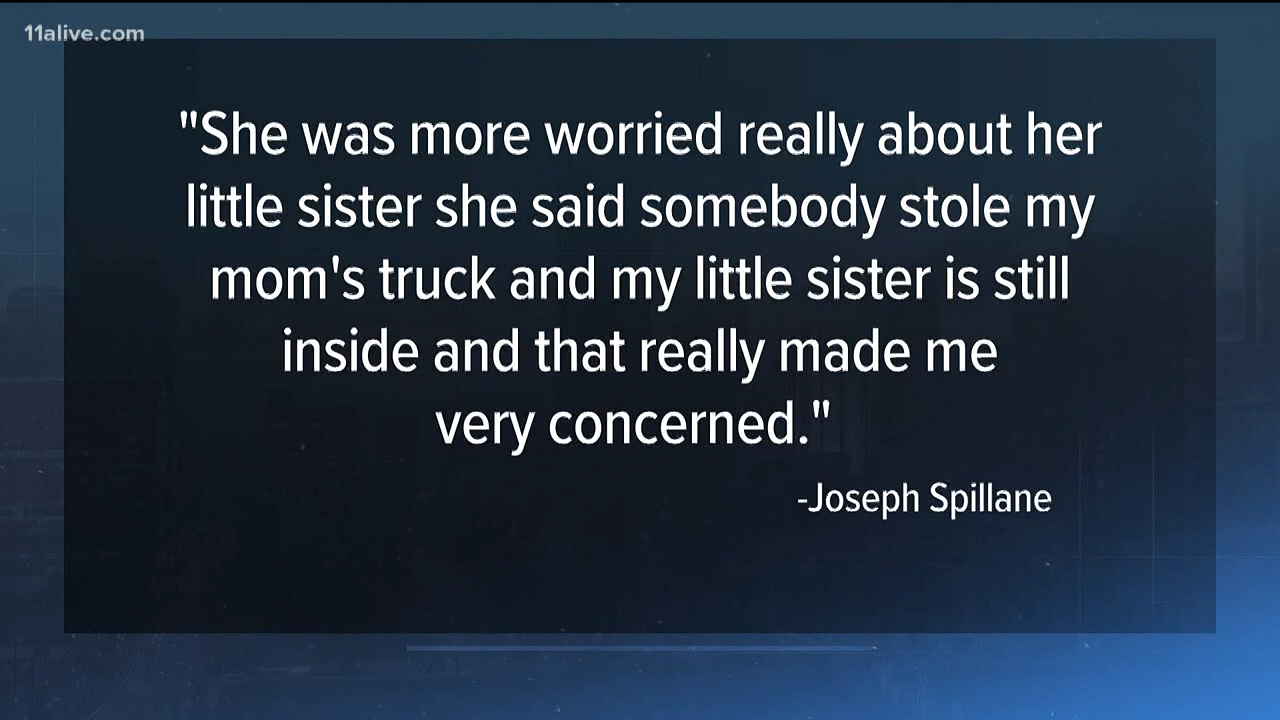 11alive.com
"She was more worried really about her
little sister she said somebody stole my
mom's truck and my little sister is still
inside and that really made me
very concerned."
-Joseph Spillane